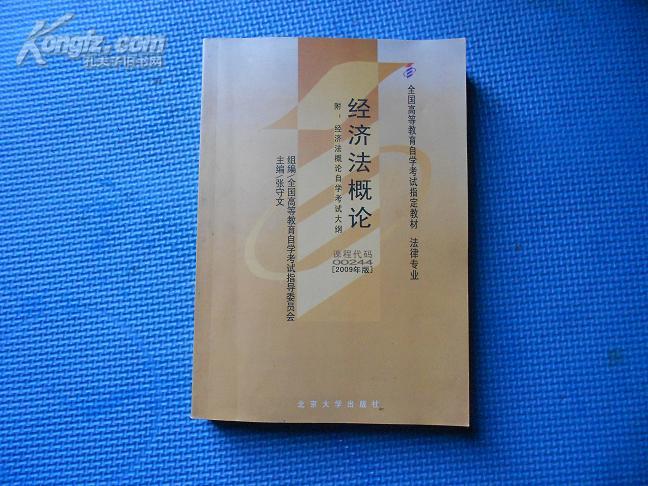 Kongfz.com
孔夫子旧书网
全国高等教育自学考试指定教材 法律专业
经济法概论
附:经济法概论自学考试大纲
课程代码
00244
[2009年版]
组编/全国高等教育自学考试指导委员会
主编/张守文
北京大学出版社